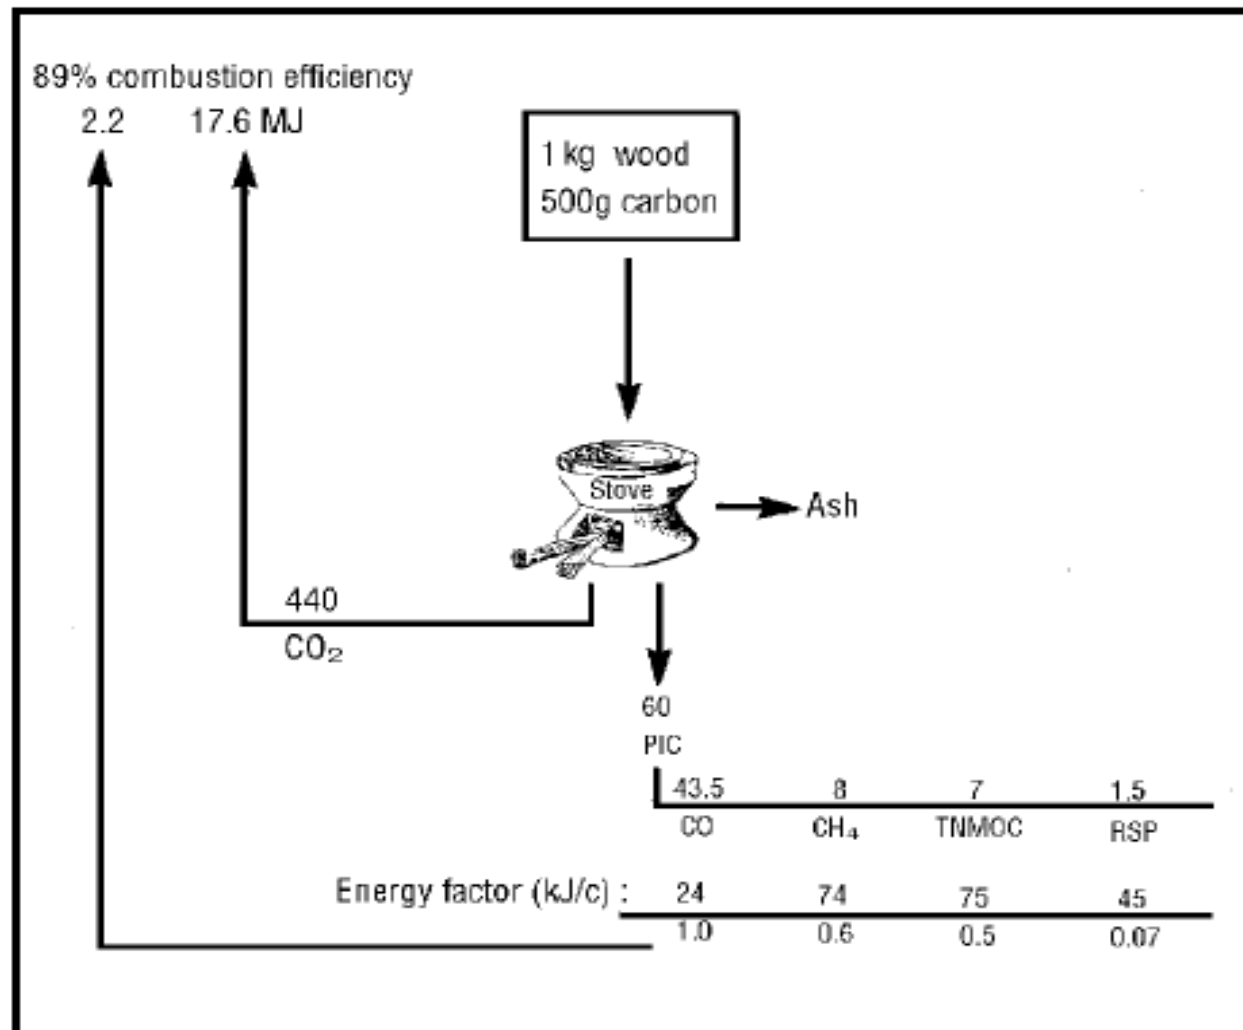 89% combustion efficiency
2.2 17.6 MJ
1 kg wood
500g carbon
Stove
Ash
440
CO₂
60
PIC
43.5 8 7 1.5
CO CH₄ TNMOC RSP
Energy factor (kJ/c) : 24 74 75 45
1.0 0.6 0.5 0.07